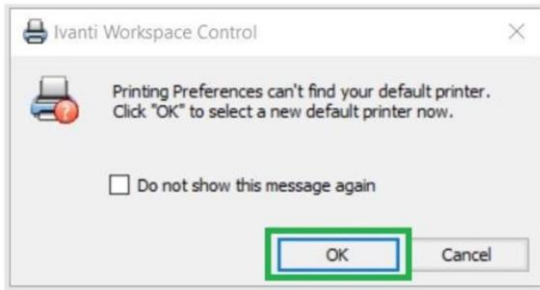 Ivanti Workspace Control
Printing Preferences can't find your default printer.
Click "OK" to select a new default printer now.
Do not show this message again
OK Cancel